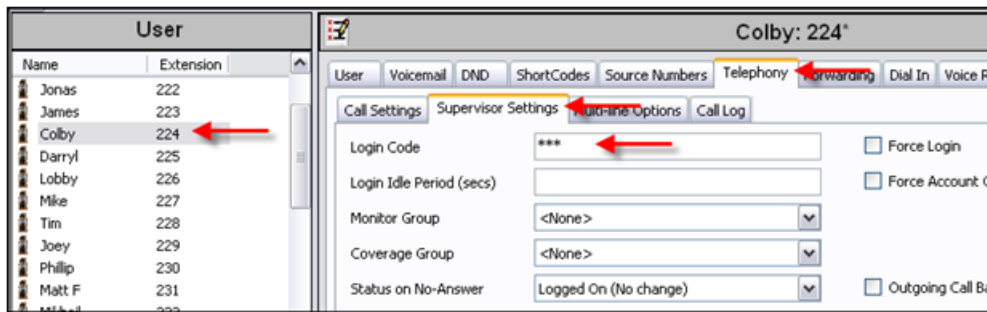 User
Name Extension
Jonas 222
James 223
Colby 224
Darryl 225
Lobby 226
Mike 227
Tim 228
Joey 229
Phillip 230
Matt F 231
Colby: 224*
User Voicemail DND ShortCodes Source Numbers Telephony Forwarding Dial In Voice R
Call Settings Supervisor Settings Multi-line Options Call Log
Login Code *** Force Login
Login Idle Period (secs) Force Account C
Monitor Group <None>
Coverage Group <None>
Status on No-Answer Logged On (No change) Outgoing Call Ba